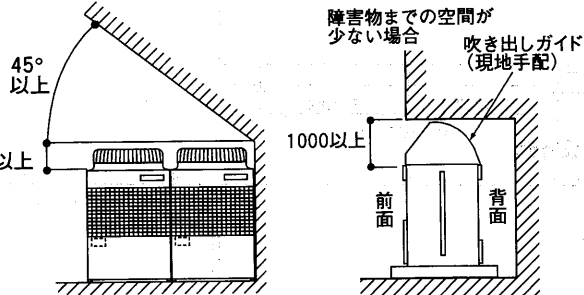 45°
以上
以上
障害物までの空間が
少ない場合
吹き出しガイド
(現地手配)
1000以上
前面
背面